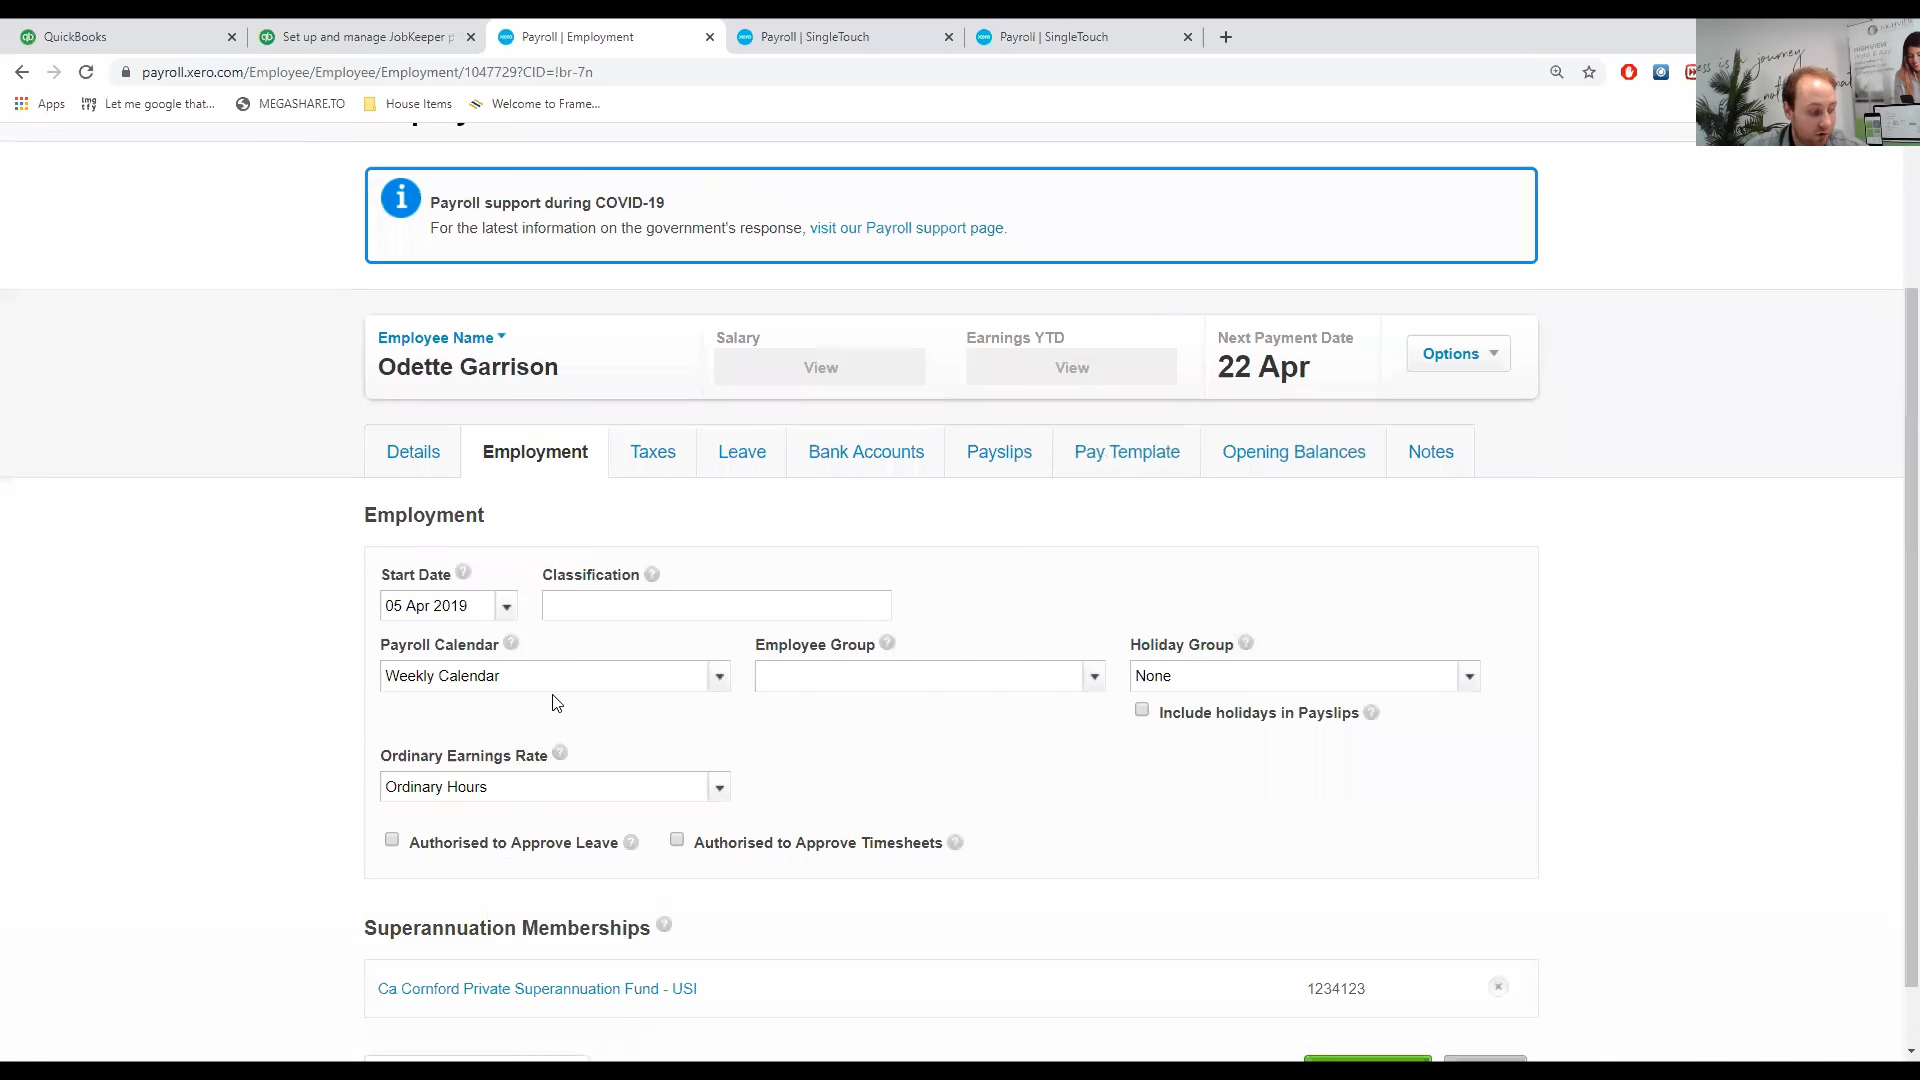 QuickBooks
Set up and manage JobKeeper p
Payroll | Employment
Payroll | SingleTouch
Payroll | SingleTouch
payroll.xero.com/Employee/Employee/Employment/1047729?CID=!br-7n
Apps
Let me google that...
MEGASHARE.TO
House Items
Welcome to Frame...
Payroll support during COVID-19
For the latest information on the government's response, visit our Payroll support page.
Employee Name
Odette Garrison
Salary
View
Earnings YTD
View
Next Payment Date
22 Apr
Options
Details
Employment
Taxes
Leave
Bank Accounts
Payslips
Pay Template
Opening Balances
Notes
Employment
Start Date
05 Apr 2019
Classification
Payroll Calendar
Weekly Calendar
Employee Group
Holiday Group
None
Include holidays in Payslips
Ordinary Earnings Rate
Ordinary Hours
Authorised to Approve Leave
Authorised to Approve Timesheets
Superannuation Memberships
Ca Cornford Private Superannuation Fund - USI
1234123